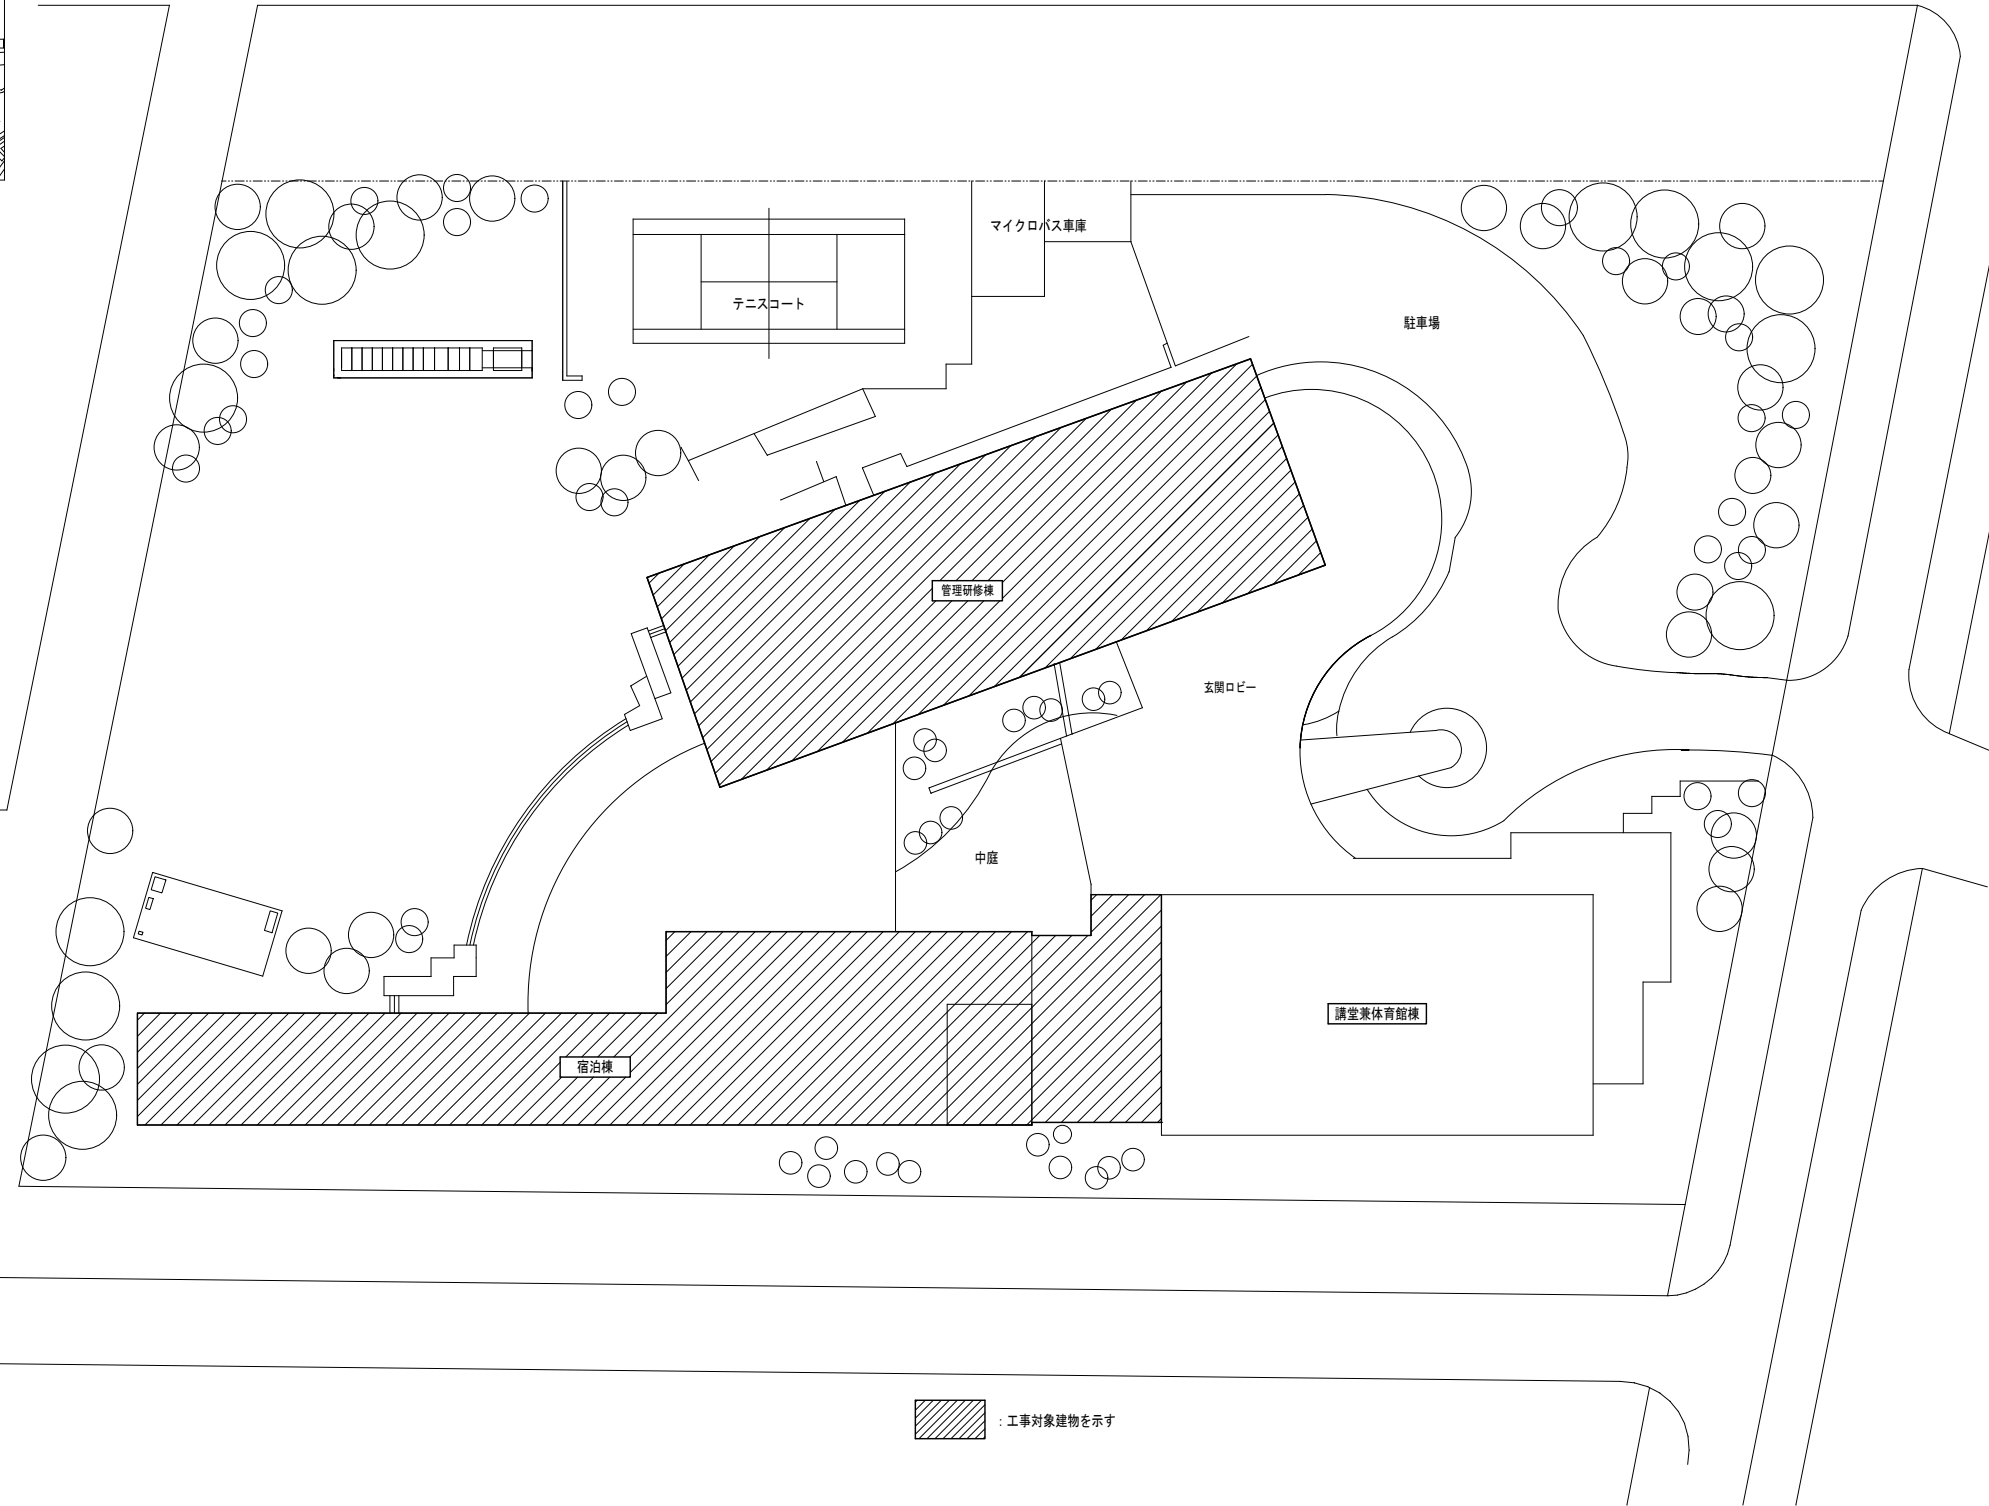 マイクロバス車庫
テニスコート
駐車場
管理研修棟
玄関ロビー
中庭
講堂兼体育館棟
宿泊棟
：工事対象建物を示す